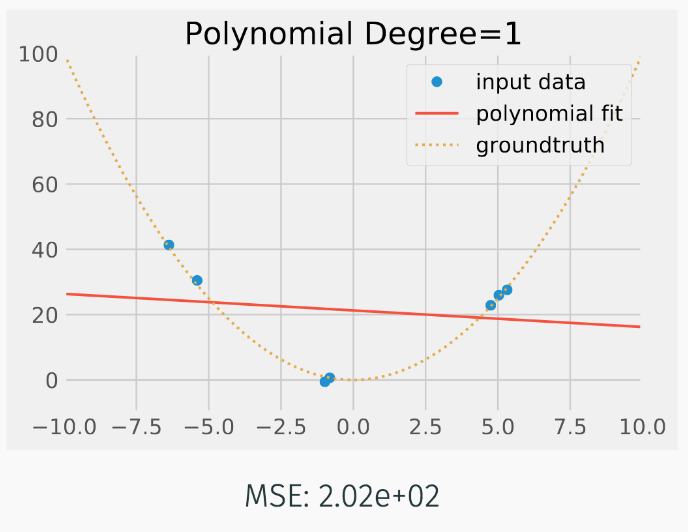 Polynomial Degree=1
100
80
60
40
20
0
input data
polynomial fit
groundtruth
−10.0 −7.5 −5.0 −2.5 0.0 2.5 5.0 7.5 10.0
MSE: 2.02e+02